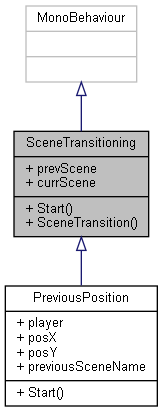 MonoBehaviour
SceneTransitioning
+ prevScene
+ currScene
+ Start()
+ SceneTransition()
PreviousPosition
+ player
+ posX
+ posY
+ previousSceneName
+ Start()